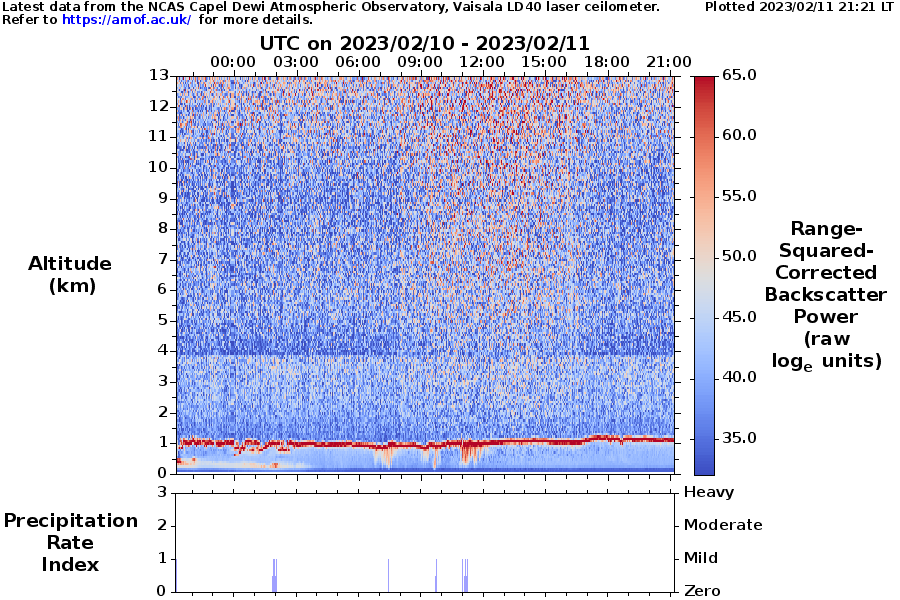 Latest data from the NCAS Capel Dewi Atmospheric Observatory, Vaisala LD40 laser ceilometer. Plotted 2023/02/11 21:21 LT
Refer to https://amof.ac.uk/ for more details.
UTC on 2023/02/10 - 2023/02/11
00:00 03:00 06:00 09:00 12:00 15:00 18:00 21:00
13
12
11
10
9
8
7
6
5
4
3
2
1
0
Altitude
(km)
65.0
60.0
55.0
50.0
45.0
40.0
35.0
Range-
Squared-
Corrected
Backscatter
Power
(raw
loge units)
3
2
1
0
Precipitation
Rate
Index
Heavy
Moderate
Mild
Zero